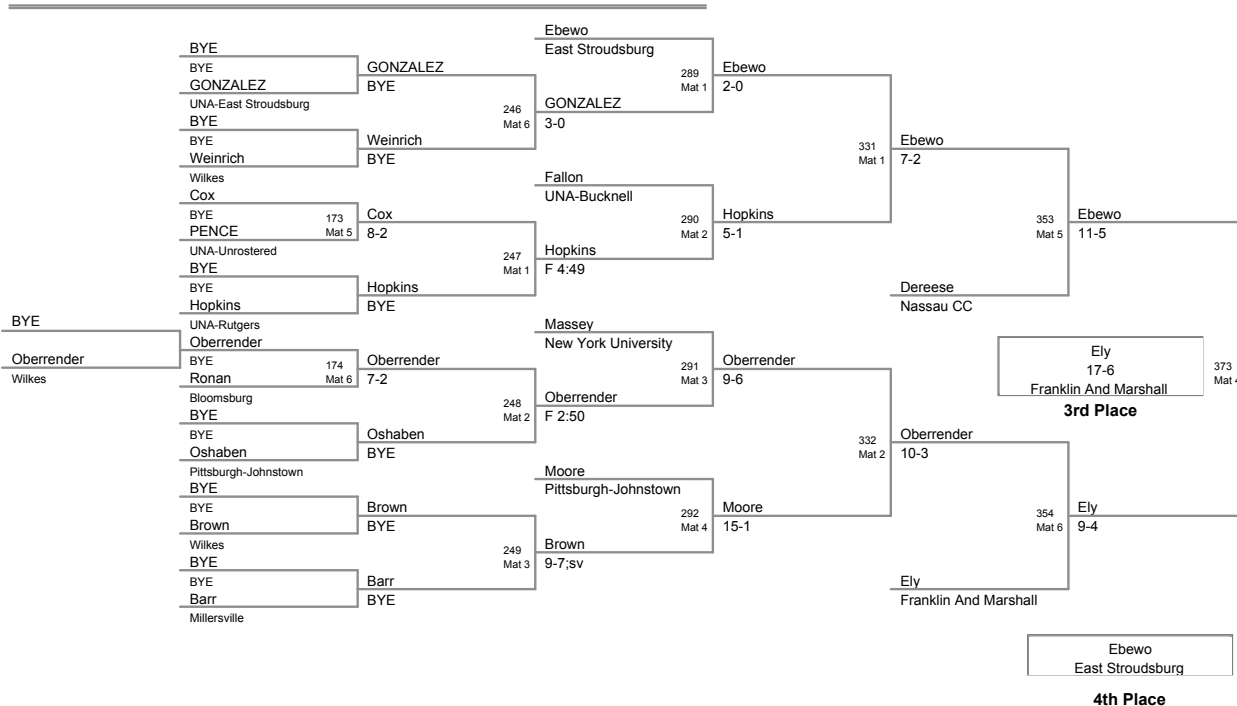 BYE
Oberrender
Wilkes
BYE
BYE
GONZALEZ
UNA-East Stroudsburg
BYE
BYE
Weinrich
Wilkes
Cox
BYE
PENCE
UNA-Unrostered
BYE
BYE
Hopkins
UNA-Rutgers
Oberrender
BYE
Ronan
Bloomsburg
BYE
BYE
Oshaben
Pittsburgh-Johnstown
BYE
BYE
Brown
Wilkes
BYE
BYE
Barr
Millersville
GONZALEZ
BYE
Weinrich
BYE
173
Mat 5
Cox
8-2
Hopkins
BYE
174
Mat 6
Oberrender
7-2
Oshaben
BYE
Brown
BYE
Barr
BYE
Ebewo
East Stroudsburg
246
Mat 6
GONZALEZ
3-0
Fallon
UNA-Bucknell
247
Mat 1
Hopkins
F 4:49
Massey
New York University
248
Mat 2
Oberrender
F 2:50
Moore
Pittsburgh-Johnstown
249
Mat 3
Brown
9-7;sv
289
Mat 1
Ebewo
2-0
290
Mat 2
Hopkins
5-1
291
Mat 3
Oberrender
9-6
292
Mat 4
Moore
15-1
331
Mat 1
Ebewo
7-2
Dereese
Nassau CC
332
Mat 2
Oberrender
10-3
Ely
Franklin And Marshall
353
Mat 5
Ebewo
11-5
354
Mat 6
Ely
9-4
Ely
17-6
Franklin And Marshall
3rd Place
373
Mat 4
Ebewo
East Stroudsburg
4th Place